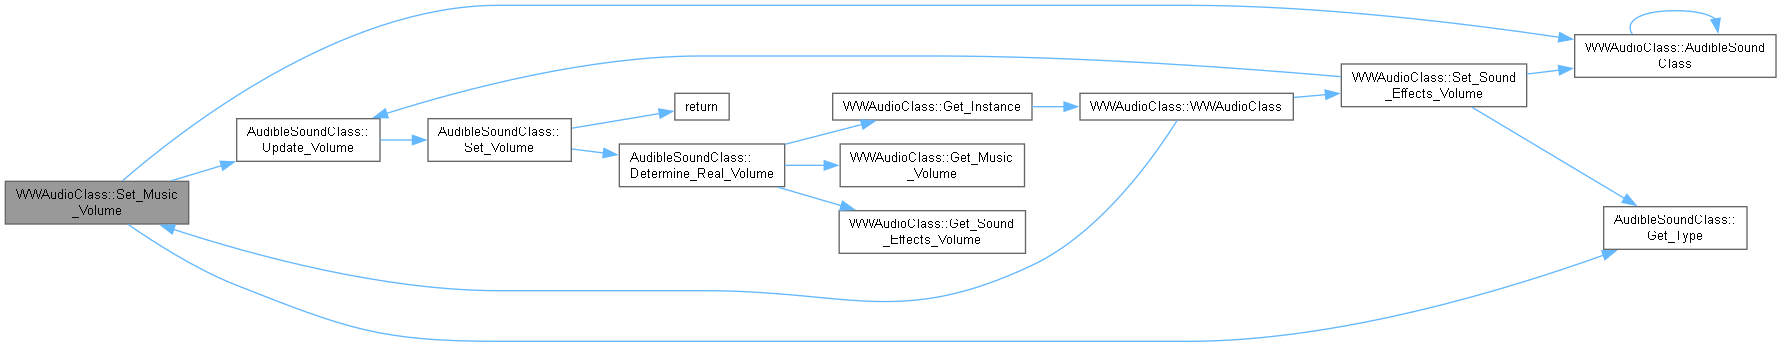 WWAudioClass::Set_Music
_Volume
AudibleSoundClass::
Update_Volume
AudibleSoundClass::
Set_Volume
return
AudibleSoundClass::
Determine_Real_Volume
WWAudioClass::Get_Instance
WWAudioClass::Get_Music
_Volume
WWAudioClass::Get_Sound
_Effects_Volume
WWAudioClass::WWAudioClass
WWAudioClass::Set_Sound
_Effects_Volume
WWAudioClass::AudibleSound
Class
AudibleSoundClass::
Get_Type